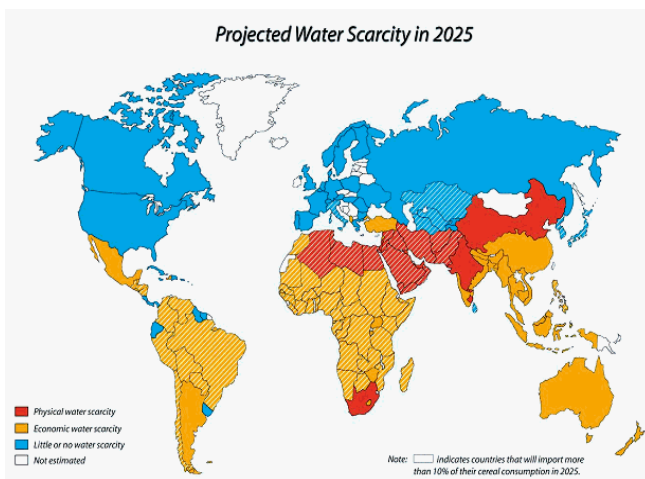 Projected Water Scarcity in 2025
Physical water scarcity
Economic water scarcity
Little or no water scarcity
Not estimated
Note: Indicates countries that will import more
than 10% of their cereal consumption in 2025.